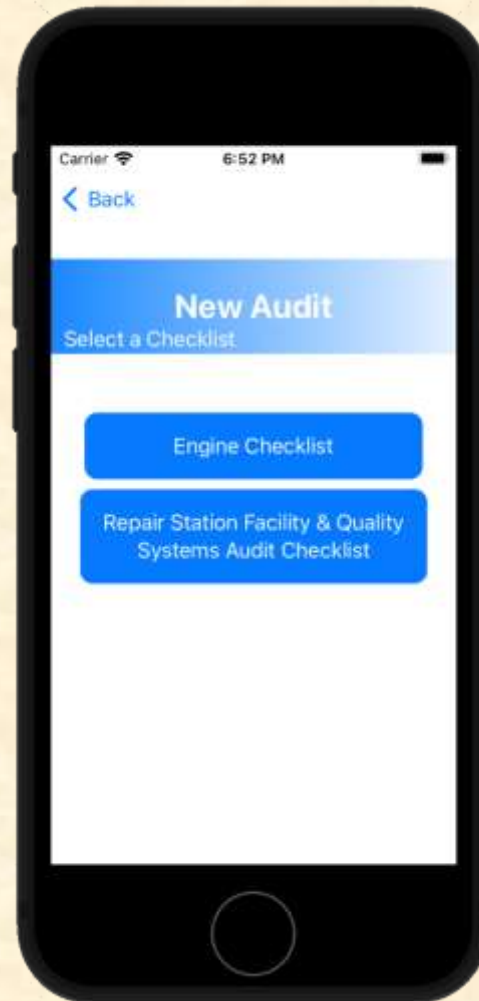 Carrier 6:52 PM
Back
New Audit
Select a Checklist
Engine Checklist
Repair Station Facility & Quality
Systems Audit Checklist